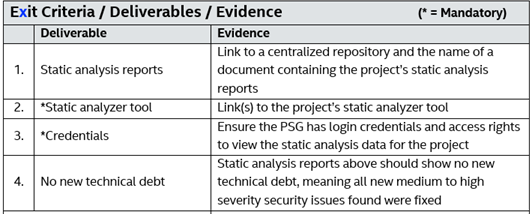 Exit Criteria / Deliverables / Evidence (* = Mandatory)
Deliverable Evidence
1. Static analysis reports Link to a centralized repository and the name of a
document containing the project's static analysis
reports
2. *Static analyzer tool Link(s) to the project's static analyzer tool
3. *Credentials Ensure the PSG has login credentials and access rights
to view the static analysis data for the project
4. No new technical debt Static analysis reports above should show no new
technical debt, meaning all new medium to high
severity security issues found were fixed